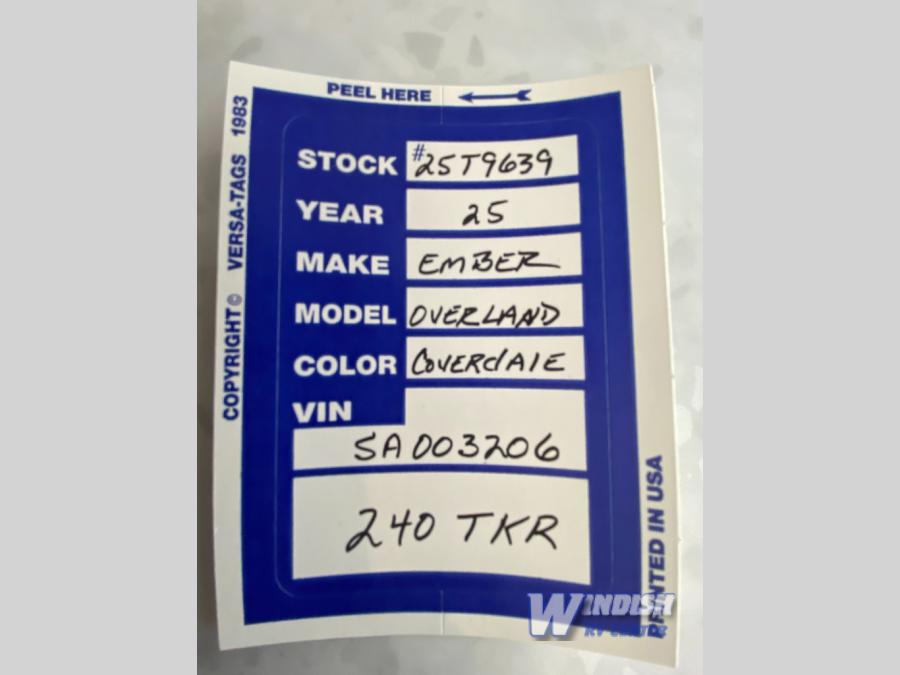 PEEL HERE
COPYRIGHT © VERSA-TAGS 1983
STOCK #25T9639
YEAR 25
MAKE EMBER
MODEL OVERLAND
COLOR COVERdAlE
VIN
SA003206
240 TKR
PRINTED IN USA
WINDISH
RV CENTER